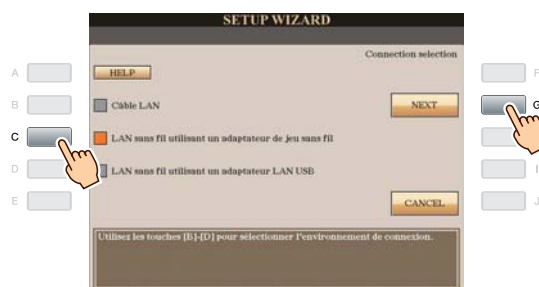 SETUP WIZARD
Connection selection
A
F
HELP
B
Câble LAN
NEXT
G
C
LAN sans fil utilisant un adaptateur de jeu sans fil
D
LAN sans fil utilisant un adaptateur LAN USB
I
E
CANCEL
J
Utilisez les touches [B]-[D] pour sélectionner l'environnement de connexion.